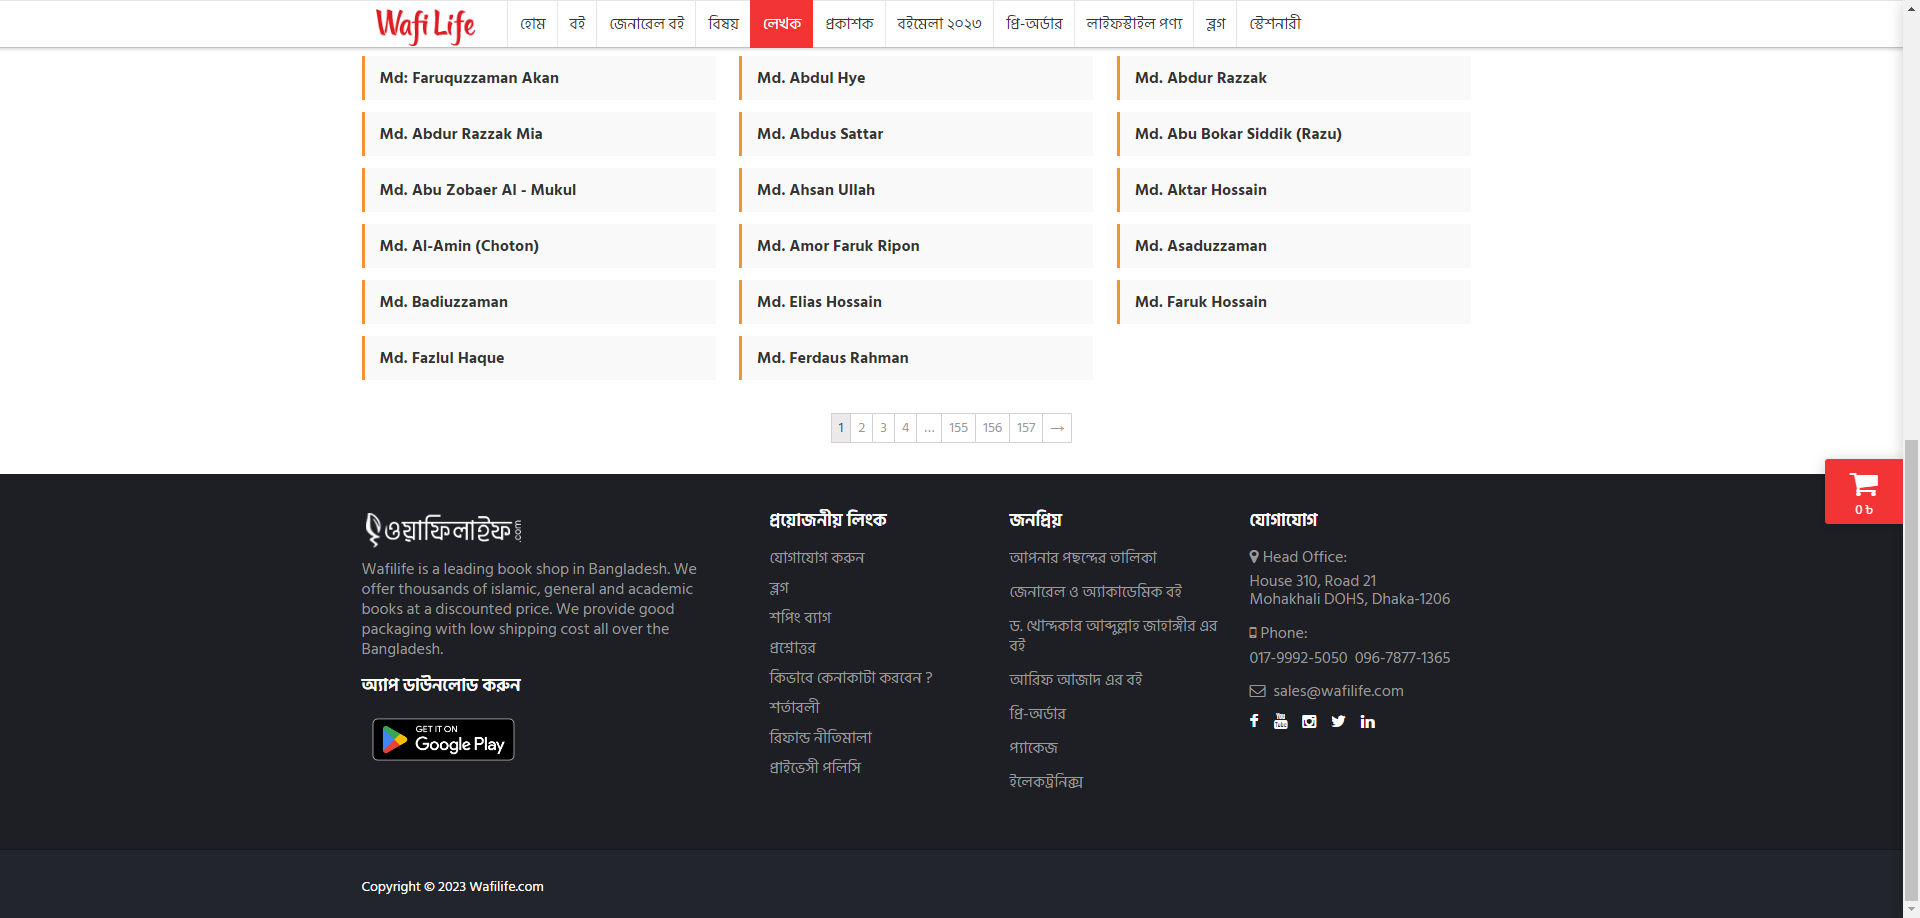 Wafi Life
হোম বই জেনারেল বই বিষয় লেখক প্রকাশক বইমেলা ২০২৩ প্রি-অর্ডার লাইফস্টাইল পণ্য ব্লগ স্টেশনারী
Md: Faruquzzaman Akan Md. Abdul Hye Md. Abdur Razzak
Md. Abdur Razzak Mia Md. Abdus Sattar Md. Abu Bokar Siddik (Razu)
Md. Abu Zobaer Al - Mukul Md. Ahsan Ullah Md. Aktar Hossain
Md. Al-Amin (Choton) Md. Amor Faruk Ripon Md. Asaduzzaman
Md. Badiuzzaman Md. Elias Hossain Md. Faruk Hossain
Md. Fazlul Haque Md. Ferdaus Rahman
1 2 3 4 … 155 156 157 →
0৳
ওয়াফিলাইফ.com
Wafilife is a leading book shop in Bangladesh. We
offer thousands of islamic, general and academic
books at a discounted price. We provide good
packaging with low shipping cost all over the
Bangladesh.
অ্যাপ ডাউনলোড করুন
GET IT ON
Google Play
প্রয়োজনীয় লিংক
যোগাযোগ করুন
ব্লগ
শপিং ব্যাগ
প্রশ্নোত্তর
কিভাবে কেনাকাটা করবেন ?
শর্তাবলী
রিফান্ড নীতিমালা
প্রাইভেসী পলিসি
জনপ্রিয়
আপনার পছন্দের তালিকা
জেনারেল ও অ্যাকাডেমিক বই
ড. খোন্দকার আব্দুল্লাহ জাহাঙ্গীর এর
বই
আরিফ আজাদ এর বই
প্রি-অর্ডার
প্যাকেজ
ইলেকট্রনিক্স
যোগাযোগ
Head Office:
House 310, Road 21
Mohakhali DOHS, Dhaka-1206
Phone:
017-9992-5050 096-7877-1365
sales@wafilife.com
Copyright © 2023 Wafilife.com